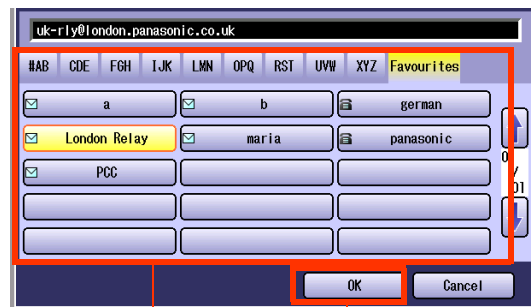 uk-rly@london.panasonic.co.uk
#AB CDE FGH IJK LMN OPQ RST UVW XYZ Favourites
a b german
London Relay maria panasonic
PCC
OK Cancel